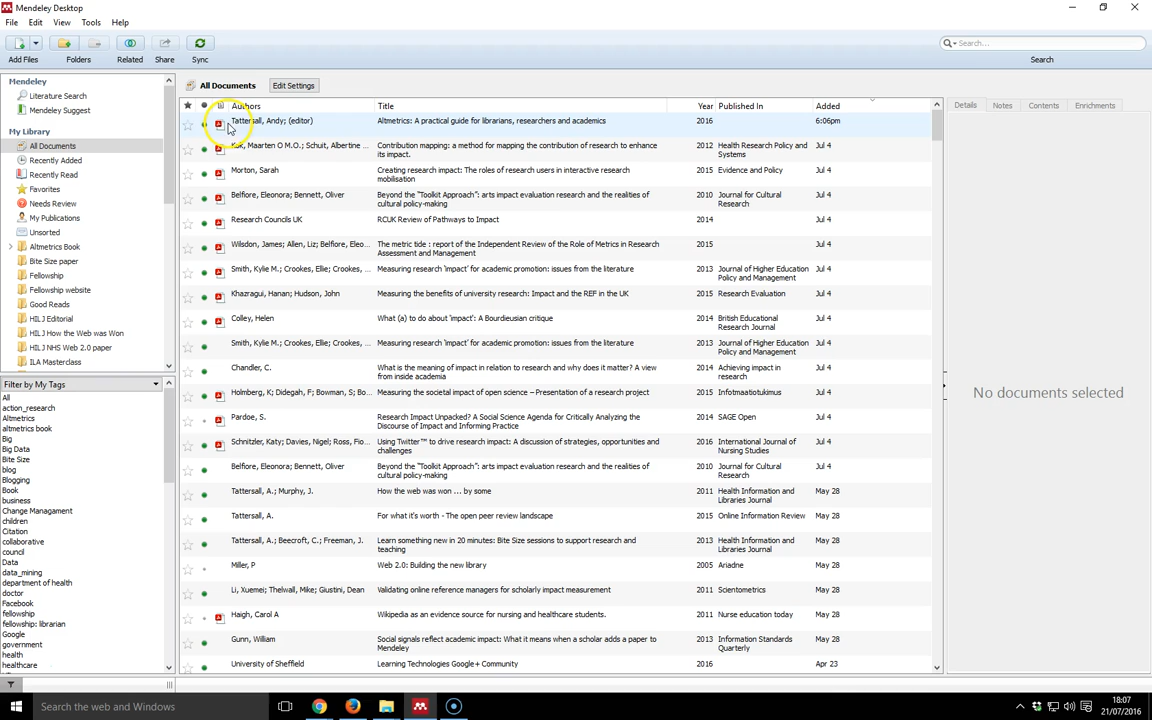 Mendeley Desktop
File Edit View Tools Help
Add Files Folders Related Share Sync
Search...
Search
Mendeley
Literature Search
Mendeley Suggest
My Library
All Documents
Recently Added
Recently Read
Favorites
Needs Review
My Publications
Unsorted
Altmetrics Book
Bite Size paper
Fellowship
Fellowship website
Good Reads
HILJ Editorial
HILJ How the Web was Won
HILJ NHS Web 2.0 paper
ILA Masterclass
Filter by My Tags
All
action_research
Altmetrics
altmetrics book
Big
Big Data
Bite Size
blog
Blogging
Book
business
Change Managament
children
Citation
collaborative
council
Data
data_mining
department of health
doctor
Facebook
fellowship
fellowship: librarian
Google
government
health
healthcare
All Documents Edit Settings
Authors Title Year Published In Added
Tattersall, Andy; (editor) Altmetrics: A practical guide for librarians, researchers and academics 2016 6:06pm
Kok, Maarten O M.O.; Schuit, Albertine ... Contribution mapping: a method for mapping the contribution of research to enhance 2012 Health Research Policy and Jul 4
its impact. Systems
Morton, Sarah Creating research impact: The roles of research users in interactive research 2015 Evidence and Policy Jul 4
mobilisation
Belfiore, Eleonora; Bennett, Oliver Beyond the "Toolkit Approach": arts impact evaluation research and the realities of 2010 Journal for Cultural Jul 4
cultural policy-making Research
Research Councils UK RCUK Review of Pathways to Impact 2014 Jul 4
Wilsdon, James; Allen, Liz; Belfiore, Eleo... The metric tide : report of the Independent Review of the Role of Metrics in Research 2015 Jul 4
Assessment and Management
Smith, Kylie M.; Crookes, Ellie; Crookes, ... Measuring research 'impact' for academic promotion: issues from the literature 2013 Journal of Higher Education Jul 4
Policy and Management
Khazragui, Hanan; Hudson, John Measuring the benefits of university research: Impact and the REF in the UK 2015 Research Evaluation Jul 4
Colley, Helen What (a) to do about 'impact': A Bourdieusian critique 2014 British Educational Jul 4
Research Journal
Smith, Kylie M.; Crookes, Ellie; Crookes, ... Measuring research 'impact' for academic promotion: issues from the literature 2013 Journal of Higher Education Jul 4
Policy and Management
Chandler, C. What is the meaning of impact in relation to research and why does it matter? A view 2014 Achieving impact in Jul 4
from inside academia research
Holmberg, K; Didegah, F; Bowman, S; Bo... Measuring the societal impact of open science – Presentation of a research project 2015 Infotmaatiotukimus Jul 4
Pardoe, S. Research Impact Unpacked? A Social Science Agenda for Critically Analyzing the 2014 SAGE Open Jul 4
Discourse of Impact and Informing Practice
Schnitzler, Katy; Davies, Nigel; Ross, Fio... Using Twitter™ to drive research impact: A discussion of strategies, opportunities and 2016 International Journal of Jul 4
challenges Nursing Studies
Belfiore, Eleonora; Bennett, Oliver Beyond the "Toolkit Approach": arts impact evaluation research and the realities of 2010 Journal for Cultural Jul 4
cultural policy-making Research
Tattersall, A.; Murphy, J. How the web was won ... by some 2011 Health Information and May 28
Libraries Journal
Tattersall, A. For what it's worth - The open peer review landscape 2015 Online Information Review May 28
Tattersall, A.; Beecroft, C.; Freeman, J. Learn something new in 20 minutes: Bite Size sessions to support research and 2013 Health Information and May 28
teaching Libraries Journal
Miller, P Web 2.0: Building the new library 2005 Ariadne May 28
Li, Xuemei; Thelwall, Mike; Giustini, Dean Validating online reference managers for scholarly impact measurement 2011 Scientometrics May 28
Haigh, Carol A Wikipedia as an evidence source for nursing and healthcare students. 2011 Nurse education today May 28
Gunn, William Social signals reflect academic impact: What it means when a scholar adds a paper to 2013 Information Standards May 28
Mendeley Quarterly
University of Sheffield Learning Technologies Google+ Community 2016 Apr 23
Details Notes Contents Enrichments
No documents selected
Search the web and Windows
18:07
21/07/2016